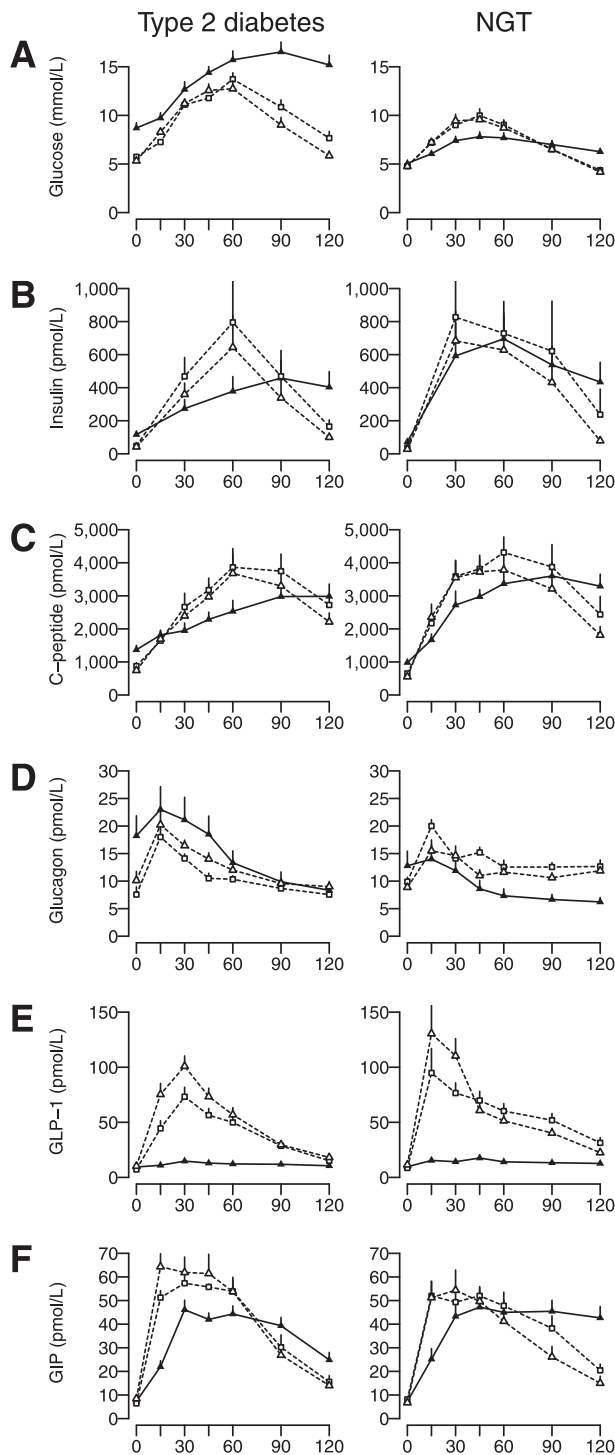 Type 2 diabetes NGT
A
Glucose (mmol/L)
15 15
10 10
5 5
0 0
0 30 60 90 120 0 30 60 90 120
B
Insulin (pmol/L)
1,000 1,000
800 800
600 600
400 400
200 200
0 0
0 30 60 90 120 0 30 60 90 120
C
C-peptide (pmol/L)
5,000 5,000
4,000 4,000
3,000 3,000
2,000 2,000
1,000 1,000
0 0
0 30 60 90 120 0 30 60 90 120
D
Glucagon (pmol/L)
30 30
25 25
20 20
15 15
10 10
5 5
0 0
0 30 60 90 120 0 30 60 90 120
E
GLP-1 (pmol/L)
150 150
100 100
50 50
0 0
0 30 60 90 120 0 30 60 90 120
F
GIP (pmol/L)
70 70
60 60
50 50
40 40
30 30
20 20
10 10
0 0
0 30 60 90 120 0 30 60 90 120